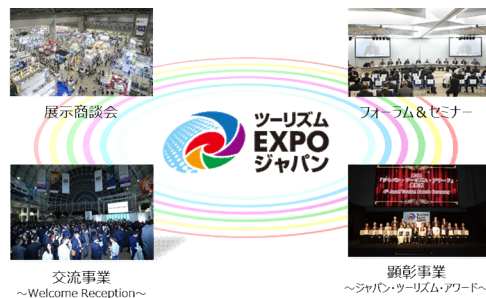 展示商談会
フォーラム＆セミナー
ツーリズム
EXPO
ジャパン
交流事業
～Welcome Reception～
顕彰事業
～ジャパン・ツーリズム・アワード～